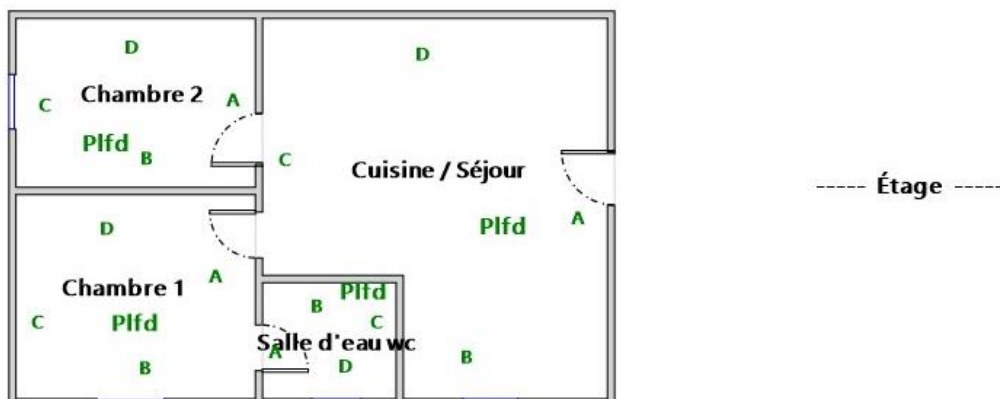 D
Chambre 2
C
A
Plfd
B
D
C
Cuisine / Séjour
A
Plfd
B
D
A
Chambre 1
C
Plfd
B
Plfd
B
C
Salle d'eau wc
A
D
----- Étage -----